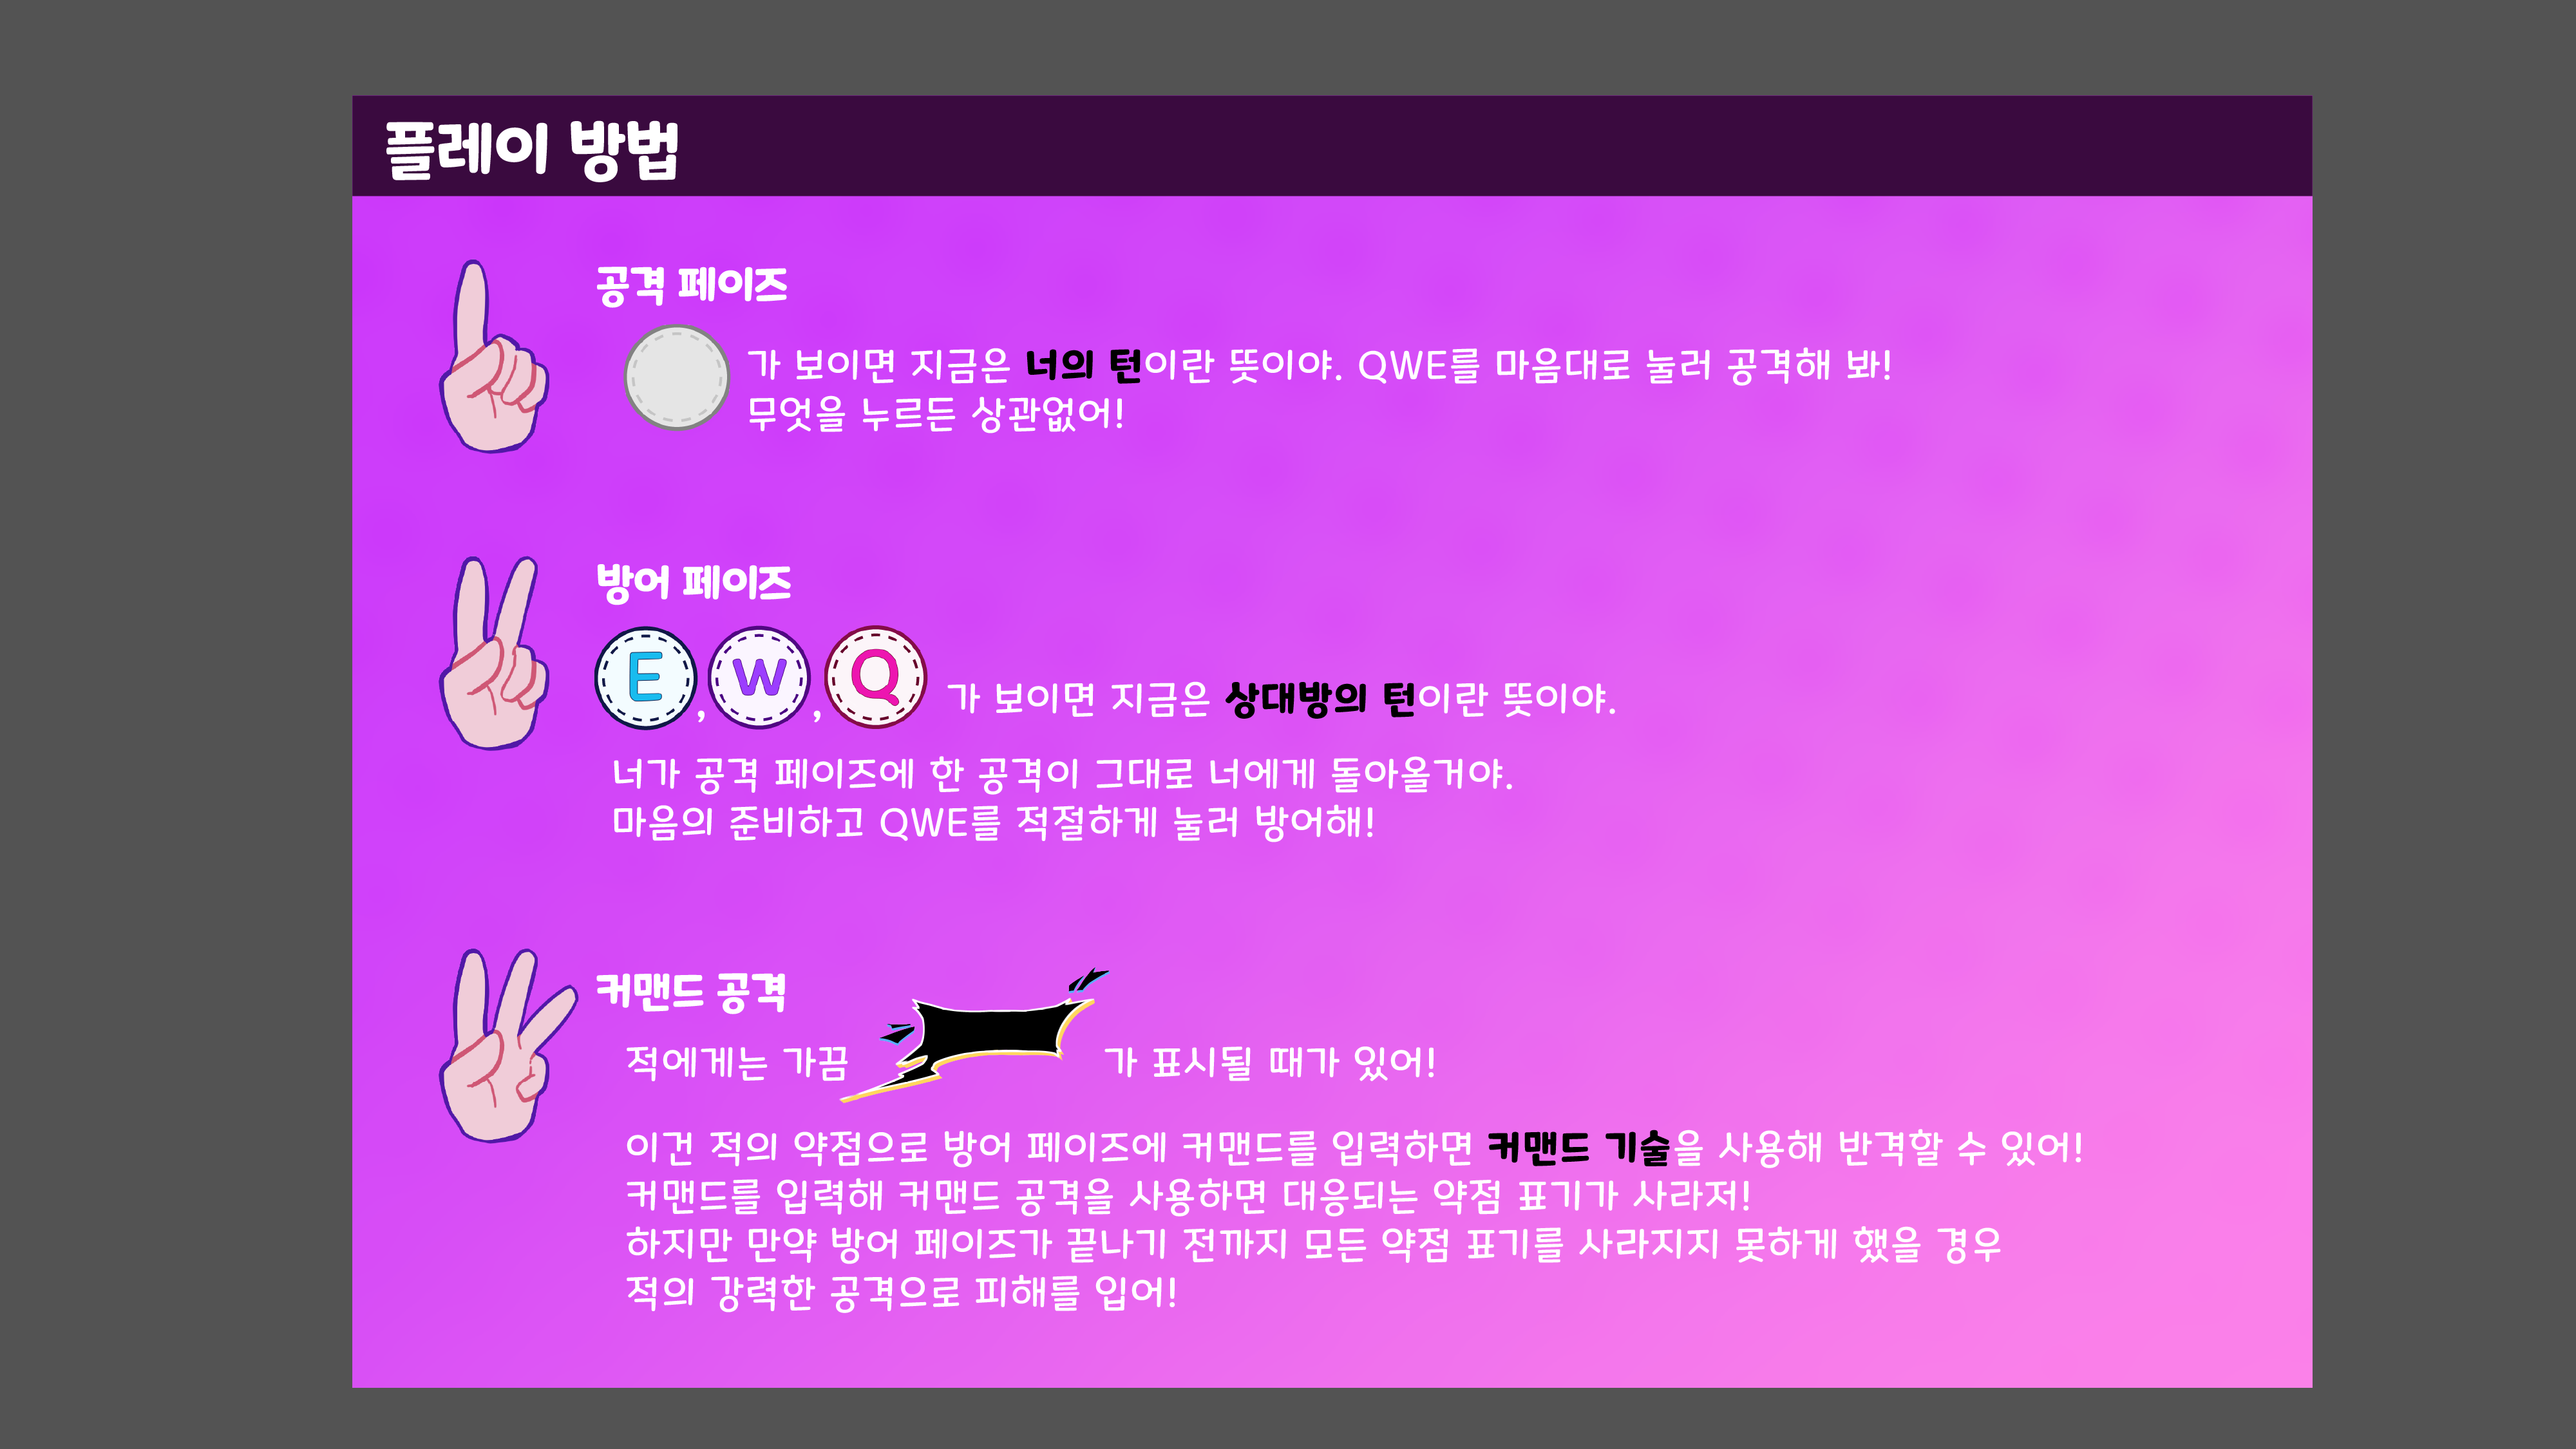 플레이 방법
공격 페이즈
가 보이면 지금은 너의 턴이란 뜻이야. QWE를 마음대로 눌러 공격해 봐!
무엇을 누르든 상관없어!
방어 페이즈
E, W, Q 가 보이면 지금은 상대방의 턴이란 뜻이야.
너가 공격 페이즈에 한 공격이 그대로 너에게 돌아올거야.
마음의 준비하고 QWE를 적절하게 눌러 방어해!
커맨드 공격
적에게는 가끔 가 표시될 때가 있어!
이건 적의 약점으로 방어 페이즈에 커맨드를 입력하면 커맨드 기술을 사용해 반격할 수 있어!
커맨드를 입력해 커맨드 공격을 사용하면 대응되는 약점 표기가 사라저!
하지만 만약 방어 페이즈가 끝나기 전까지 모든 약점 표기를 사라지지 못하게 했을 경우
적의 강력한 공격으로 피해를 입어!